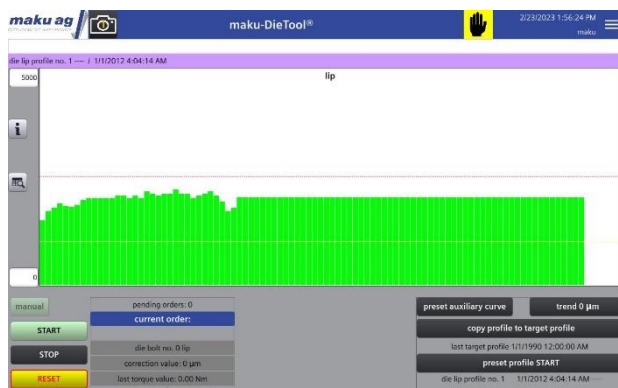 maku ag
maku-DieTool®
2/23/2023 1:56:24 PM
maku
die lip profile no. 1 --- / 1/1/2012 4:04:14 AM
5000
lip
i
0
manual
START
STOP
RESET
pending orders: 0
current order:
die bolt no. 0 lip
correction value: 0 µm
last torque value: 0.00 Nm
preset auxiliary curve
trend 0 µm
copy profile to target profile
last target profile 1/1/1990 12:00:00 AM
preset profile START
die lip profile no. 1 1/1/2012 4:04:14 AM ---